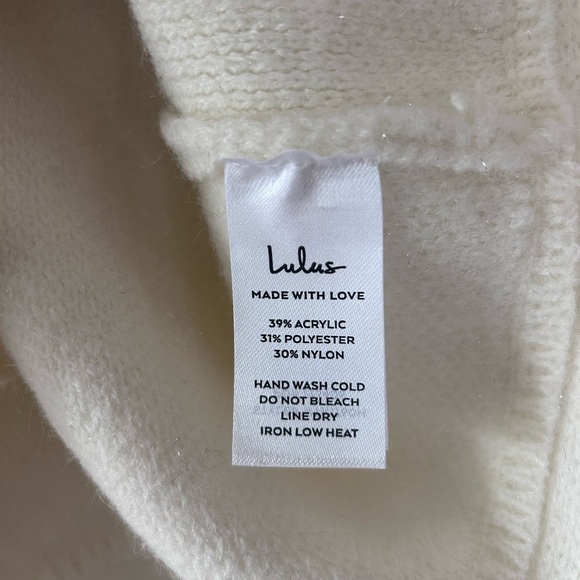 Lulus
MADE WITH LOVE
39% ACRYLIC
31% POLYESTER
30% NYLON
HAND WASH COLD
DO NOT BLEACH
LINE DRY
IRON LOW HEAT